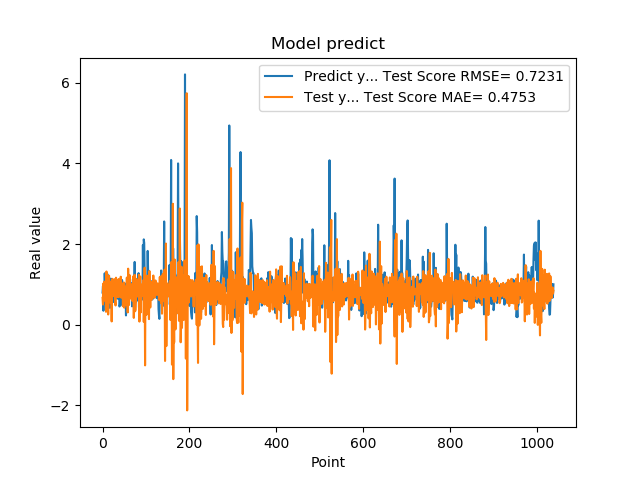 Model predict
Predict y... Test Score RMSE= 0.7231
Test y... Test Score MAE= 0.4753
Real value
6
4
2
0
−2
0 200 400 600 800 1000
Point